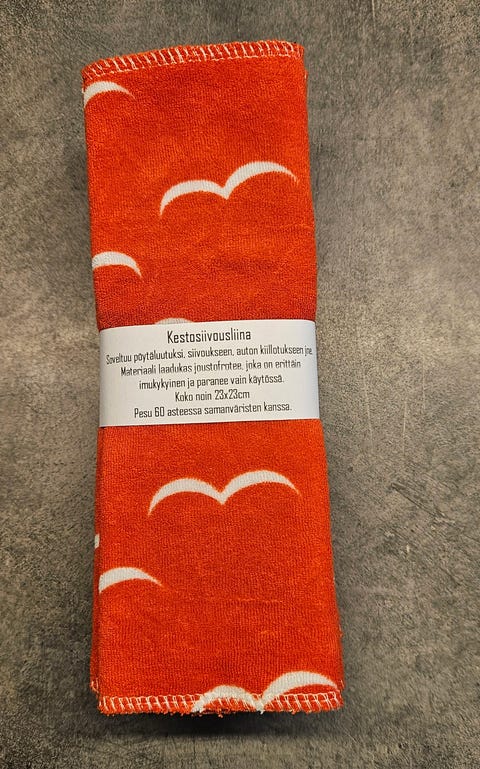 Kestosiivousliina
Soveltuu pöytäluutuksi, siivoukseen, auton kiillotukseen jne.
Materiaali laadukas joustofrotee, joka on erittäin
imukykyinen ja paranee vain käytössä.
Koko noin 23x23cm
Pesu 60 asteessa samanväristen kanssa.